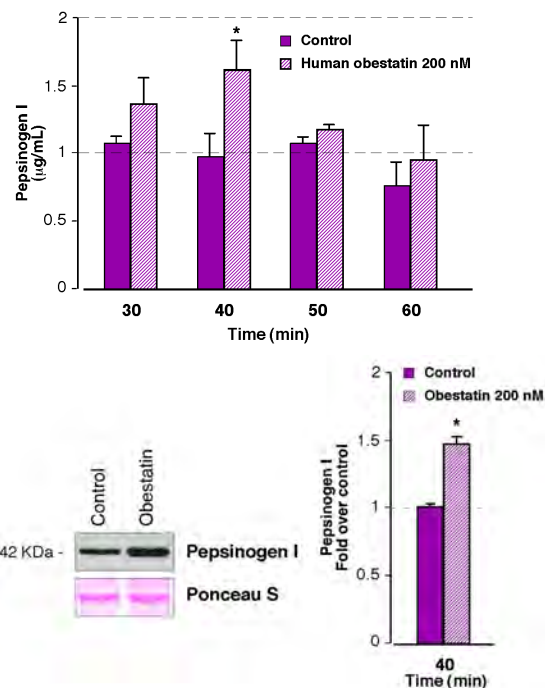 2
1.5
1
0.5
0
Pepsinogen I
(µg/mL)
*
Control
Human obestatin 200 nM
30 40 50 60
Time (min)
Control
Obestatin
42 KDa -
Pepsinogen I
Ponceau S
2
1.5
1
0.5
0
Pepsinogen I
Fold over control
Control
Obestatin 200 nM
*
40
Time (min)